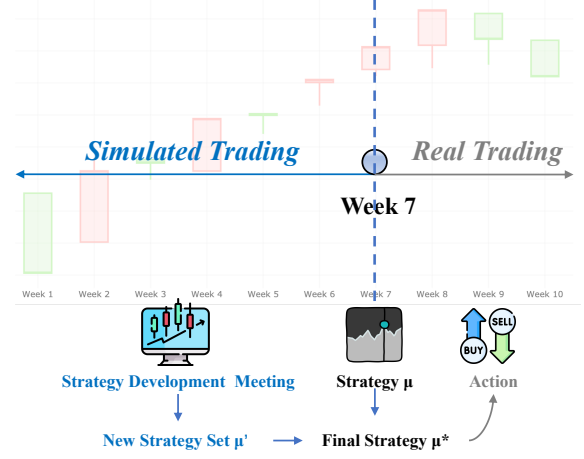 Simulated Trading
Real Trading
Week 7
Week 1 Week 2 Week 3 Week 4 Week 5 Week 6 Week 7 Week 8 Week 9 Week 10
SELL
BUY
Strategy Development Meeting
Strategy μ
Action
New Strategy Set μ'
Final Strategy μ*